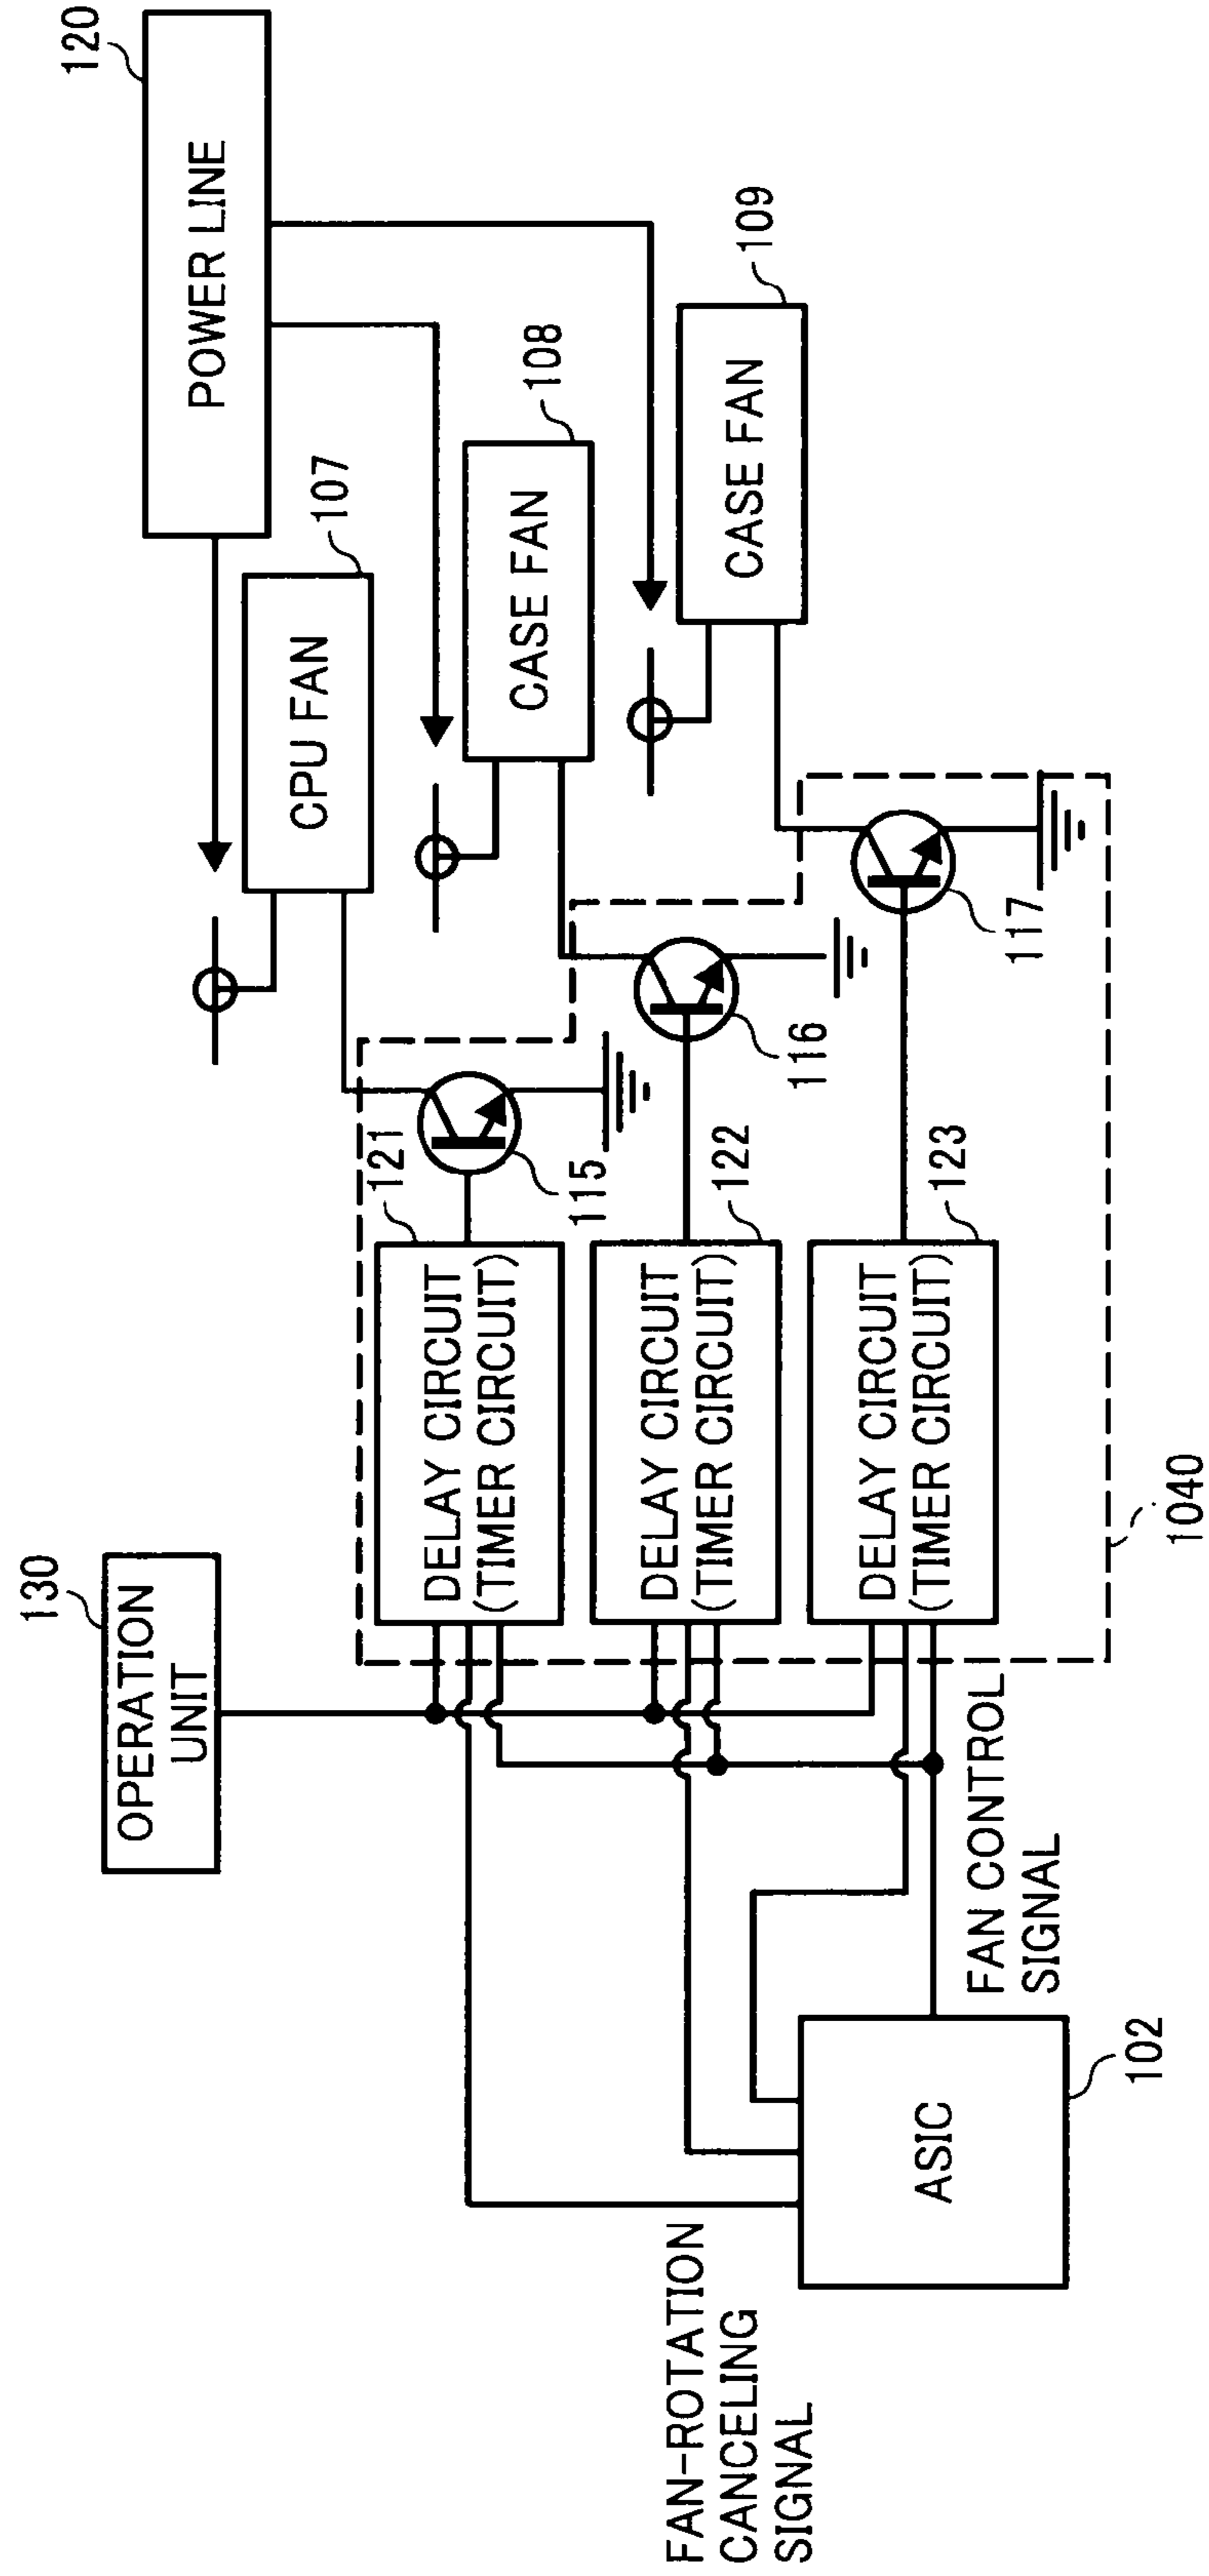 120
POWER LINE
109
CASE FAN
108
CASE FAN
107
CPU FAN
117
116
115
121
DELAY CIRCUIT
(TIMER CIRCUIT)
122
DELAY CIRCUIT
(TIMER CIRCUIT)
123
DELAY CIRCUIT
(TIMER CIRCUIT)
1040
130
OPERATION
UNIT
FAN CONTROL
SIGNAL
102
ASIC
FAN-ROTATION
CANCELING
SIGNAL